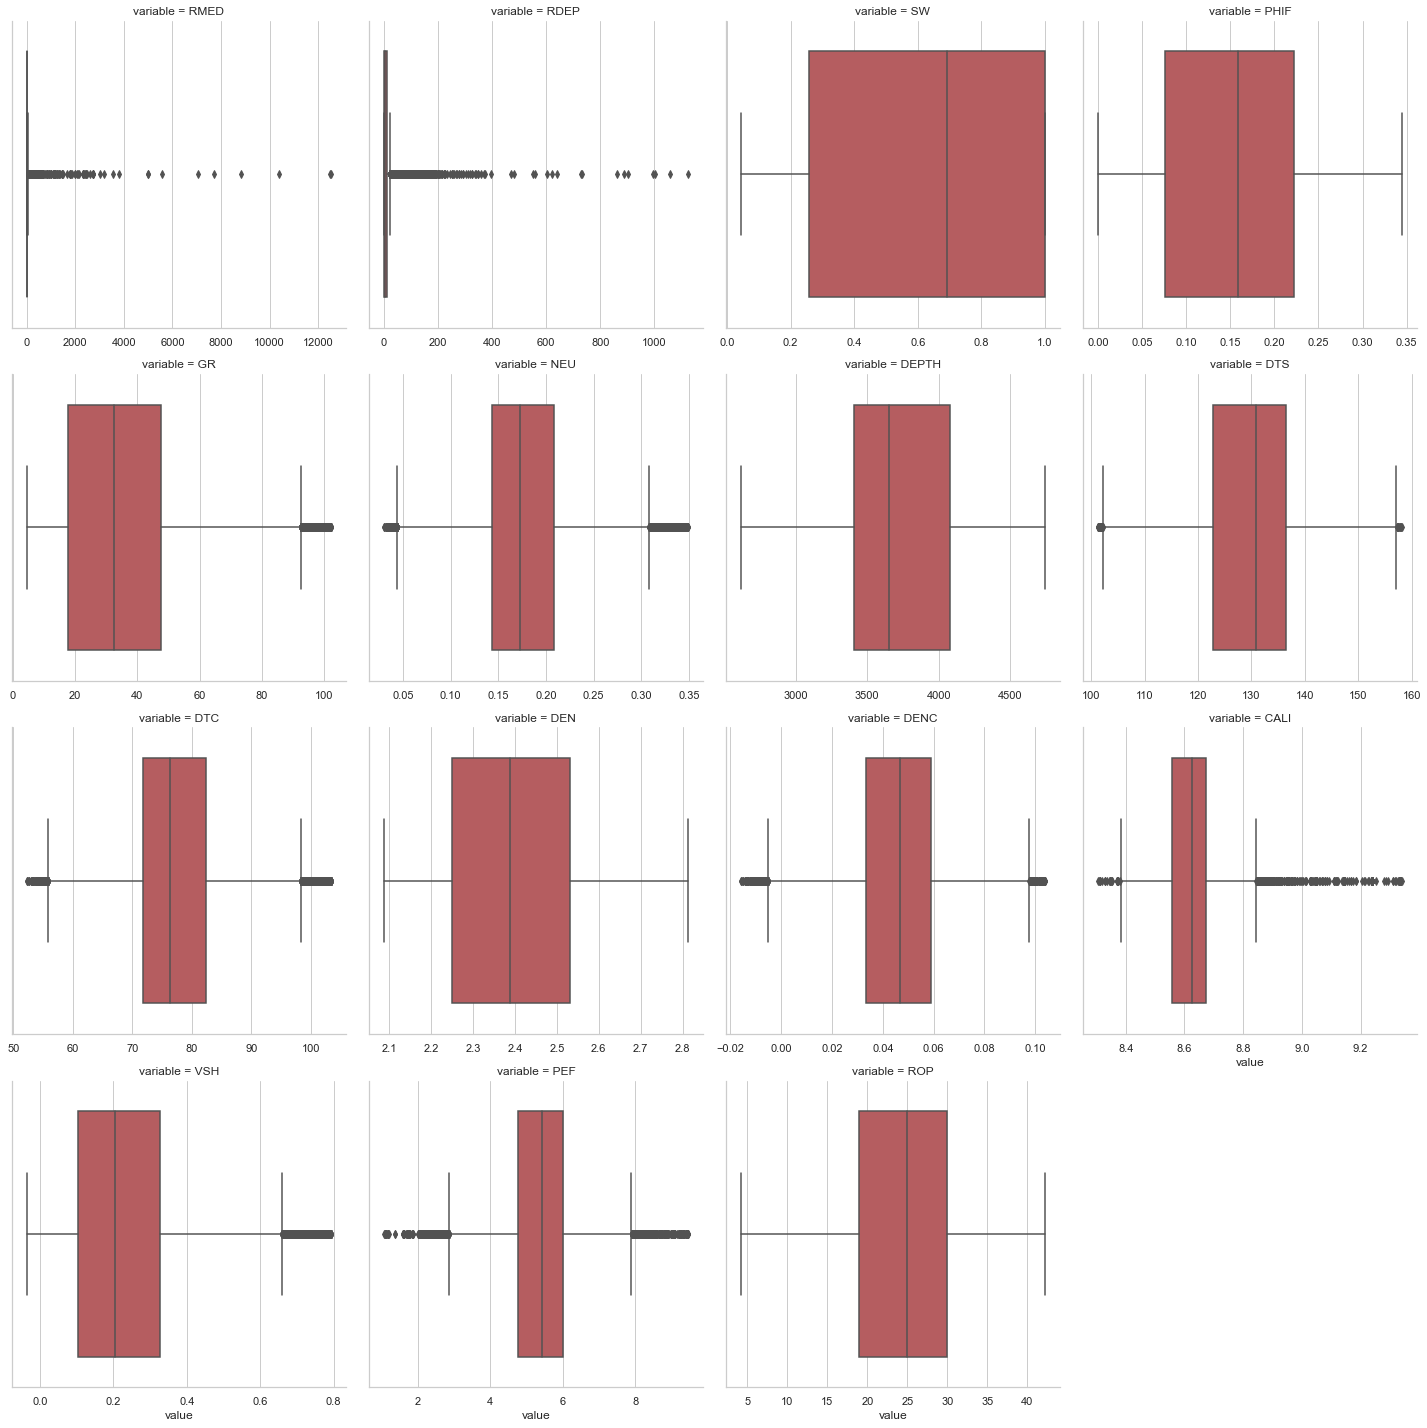 variable = RMED variable = RDEP variable = SW variable = PHIF
0 2000 4000 6000 8000 10000 12000 0 200 400 600 800 1000 0.0 0.2 0.4 0.6 0.8 1.0 0.00 0.05 0.10 0.15 0.20 0.25 0.30 0.35
variable = GR variable = NEU variable = DEPTH variable = DTS
0 20 40 60 80 100 0.05 0.10 0.15 0.20 0.25 0.30 0.35 3000 3500 4000 4500 100 110 120 130 140 150 160
variable = DTC variable = DEN variable = DENC variable = CALI
50 60 70 80 90 100 2.1 2.2 2.3 2.4 2.5 2.6 2.7 2.8 −0.02 0.00 0.02 0.04 0.06 0.08 0.10 8.4 8.6 8.8 9.0 9.2
value
variable = VSH variable = PEF variable = ROP
0.0 0.2 0.4 0.6 0.8 2 4 6 8 5 10 15 20 25 30 35 40
value value value